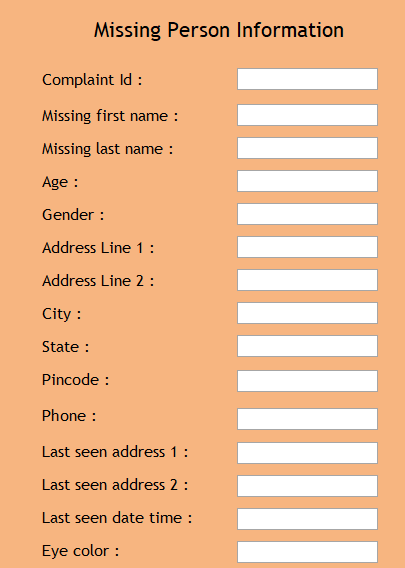 Missing Person Information
Complaint Id :
Missing first name :
Missing last name :
Age :
Gender :
Address Line 1 :
Address Line 2 :
City :
State :
Pincode :
Phone :
Last seen address 1 :
Last seen address 2 :
Last seen date time :
Eye color :